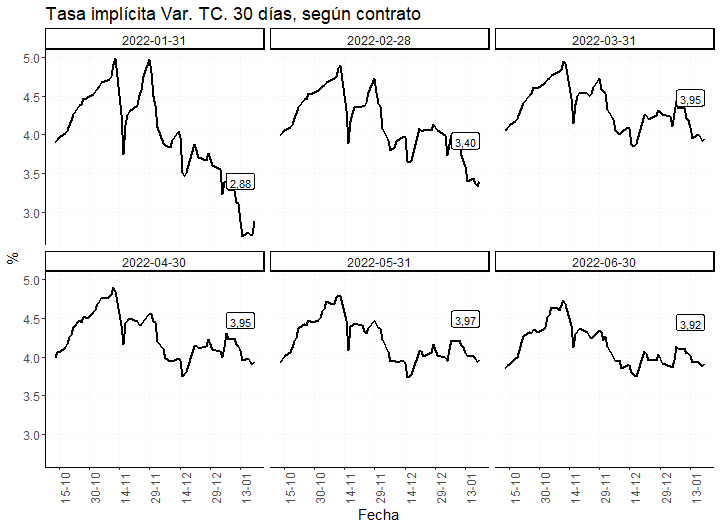 Tasa implícita Var. TC. 30 días, según contrato
2022-01-31 2022-02-28 2022-03-31
5.0
4.5
4.0
3.5
3.0
2,88 3,40 3,95
%
2022-04-30 2022-05-31 2022-06-30
5.0
4.5
4.0
3.5
3.0
3,95 3,97 3,92
15-10 30-10 14-11 29-11 14-12 29-12 13-01 15-10 30-10 14-11 29-11 14-12 29-12 13-01 15-10 30-10 14-11 29-11 14-12 29-12 13-01
Fecha